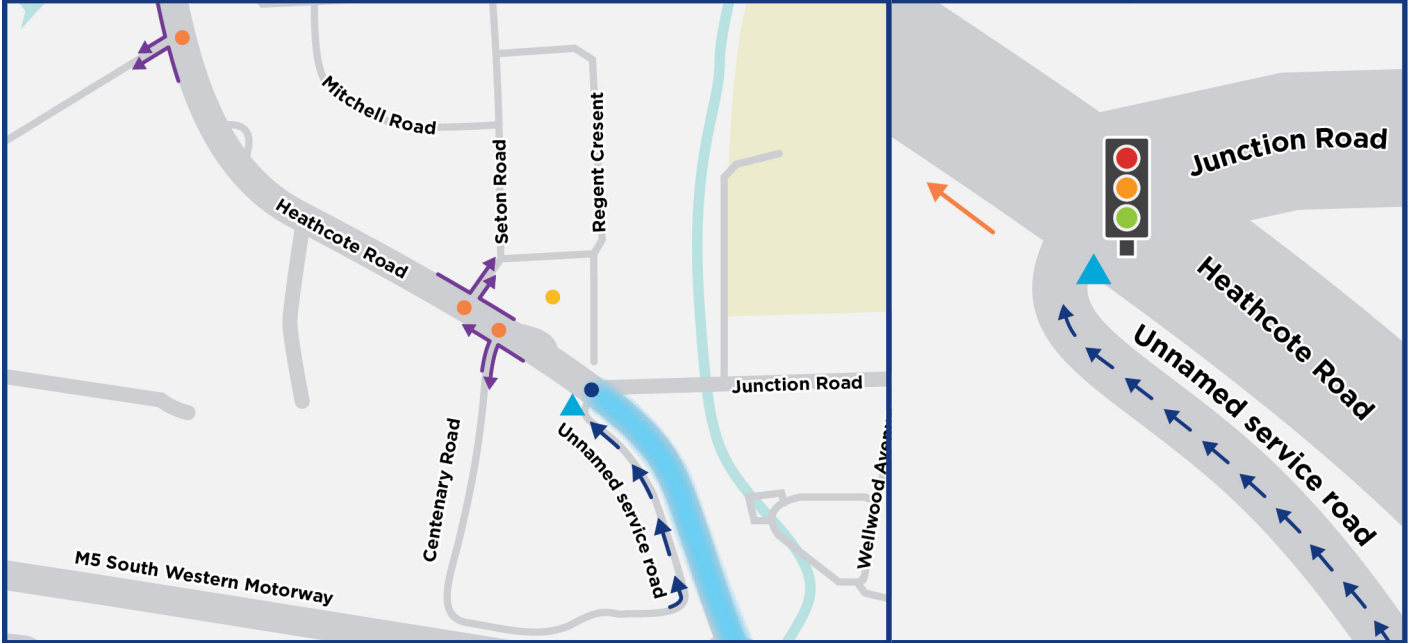 Mitchell Road
Seton Road
Regent Cresent
Heathcote Road
Junction Road
Unnamed service road
Centenary Road
Wellwood Avenu
M5 South Western Motorway
Junction Road
Heathcote Road
Unnamed service road